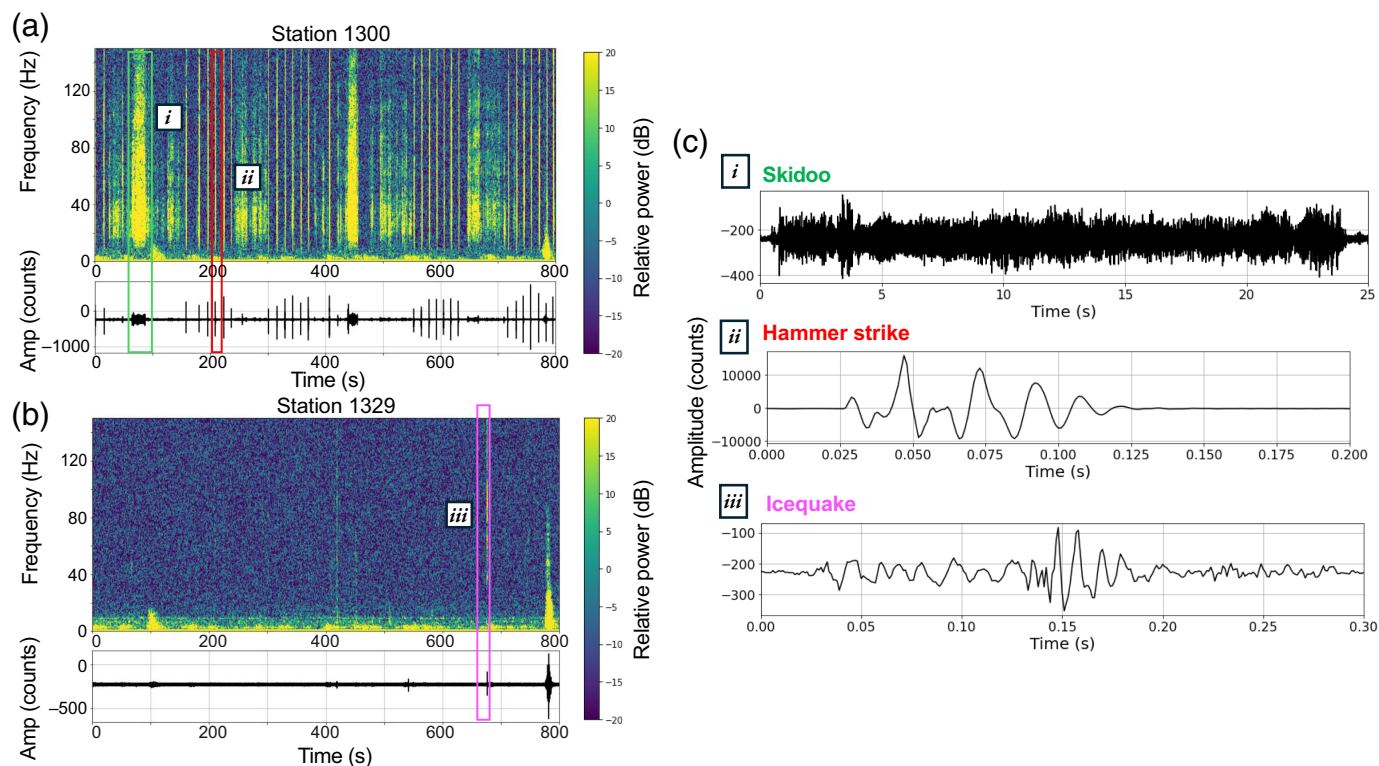 (a)
Station 1300
Frequency (Hz)
120
80
40
0
i
ii
0 200 400 600 800
20
15
10
5
0
−5
−10
−15
−20
Relative power (dB)
Amp (counts)
0
−1000
0 200 400 600 800
Time (s)
(b)
Station 1329
Frequency (Hz)
120
80
40
0
iii
0 200 400 600 800
20
15
10
5
0
−5
−10
−15
−20
Relative power (dB)
Amp (counts)
0
−500
0 200 400 600 800
Time (s)
(c)
Amplitude (counts)
i Skidoo
−200
−400
0 5 10 15 20 25
Time (s)
ii Hammer strike
10000
0
−10000
0.000 0.025 0.050 0.075 0.100 0.125 0.150 0.175 0.200
Time (s)
iii Icequake
−100
−200
−300
0.00 0.05 0.10 0.15 0.20 0.25 0.30
Time (s)